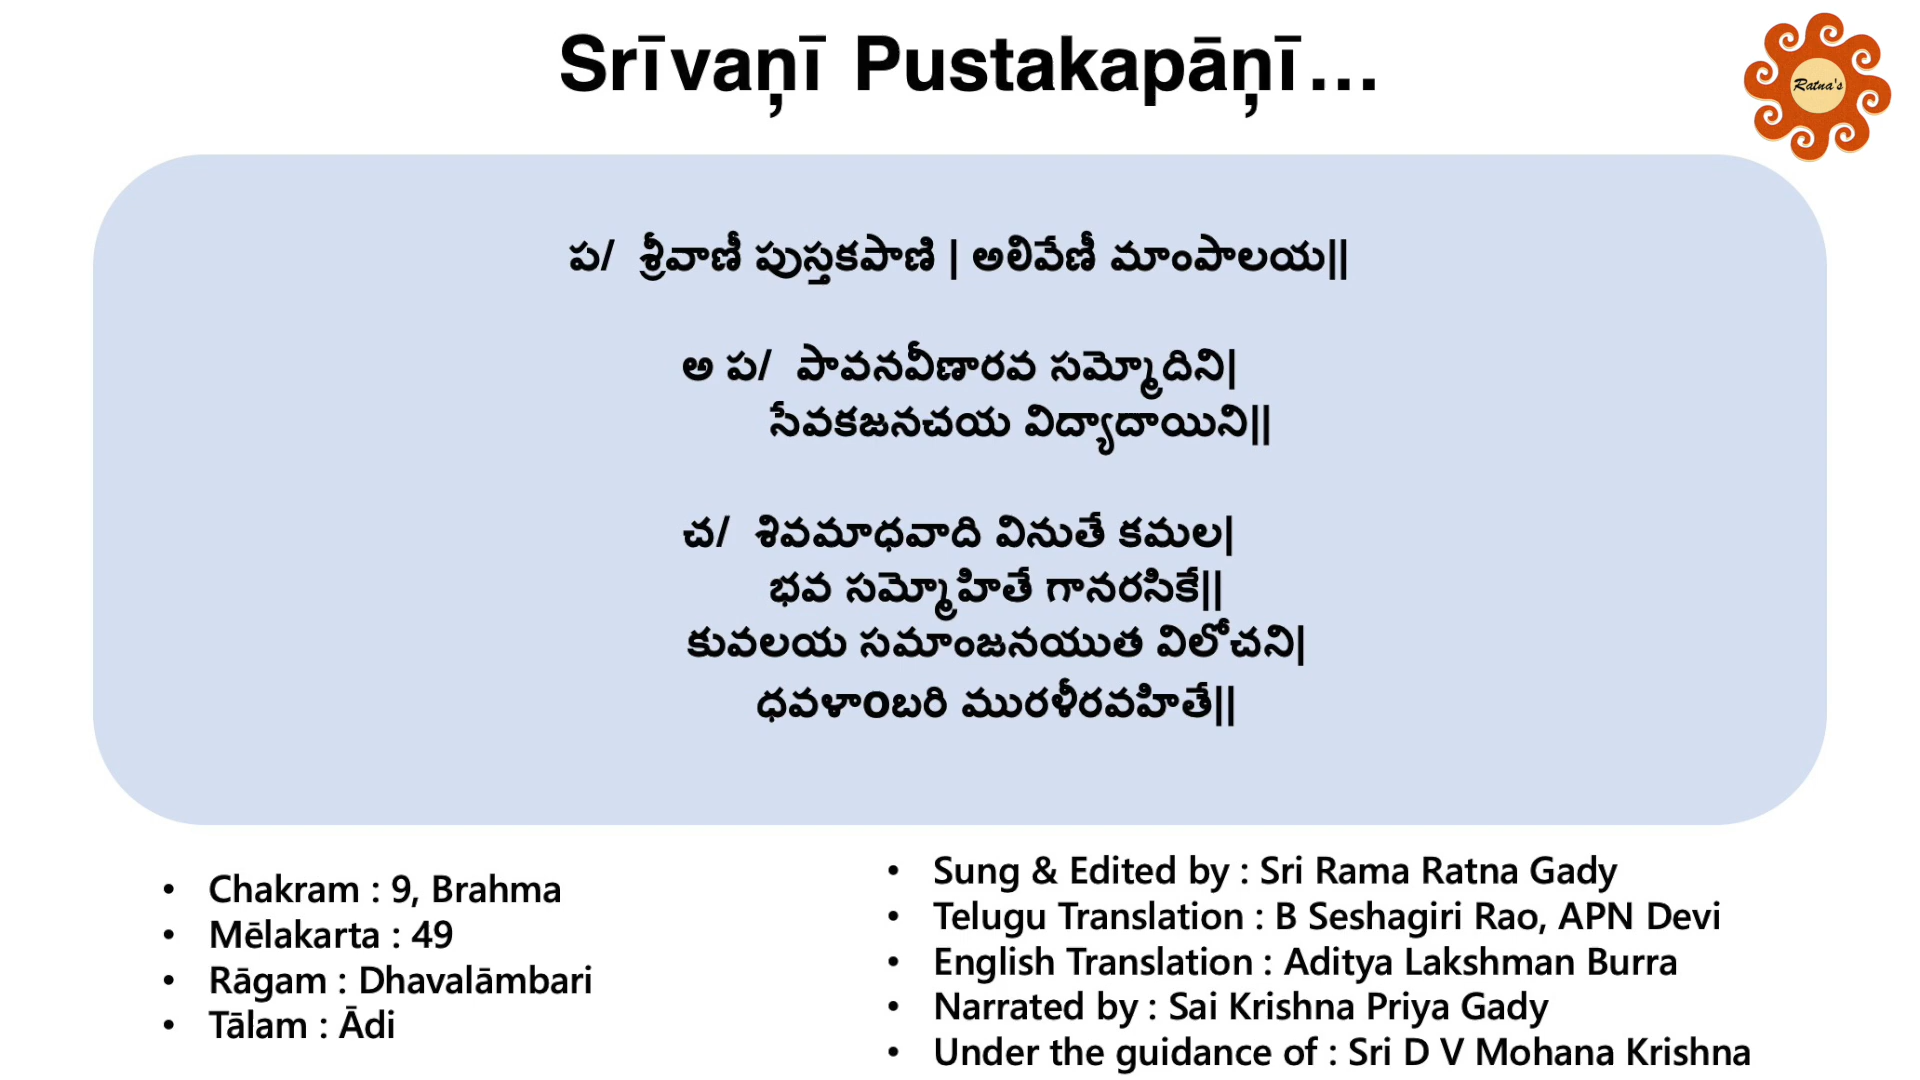 Srīvaṇī Pustakapāṇī...
Ratna's
ప/ శ్రీవాణీ పుస్తకపాణి | అలివేణీ మాంపాలయ||
అ ప/ పావనవీణారవ సమ్మోదిని|
సేవకజనచయ విద్యాదాయిని||
చ/ శివమాధవాది వినుతే కమల|
భవ సమ్మోహితే గానరసికే||
కువలయ సమాంజనయుత విలోచని|
ధవళాంబరి మురళీరవహితే||
• Chakram : 9, Brahma
• Mēlakarta : 49
• Rāgam : Dhavalāmbari
• Tālam : Ādi
• Sung & Edited by : Sri Rama Ratna Gady
• Telugu Translation : B Seshagiri Rao, APN Devi
• English Translation : Aditya Lakshman Burra
• Narrated by : Sai Krishna Priya Gady
• Under the guidance of : Sri D V Mohana Krishna